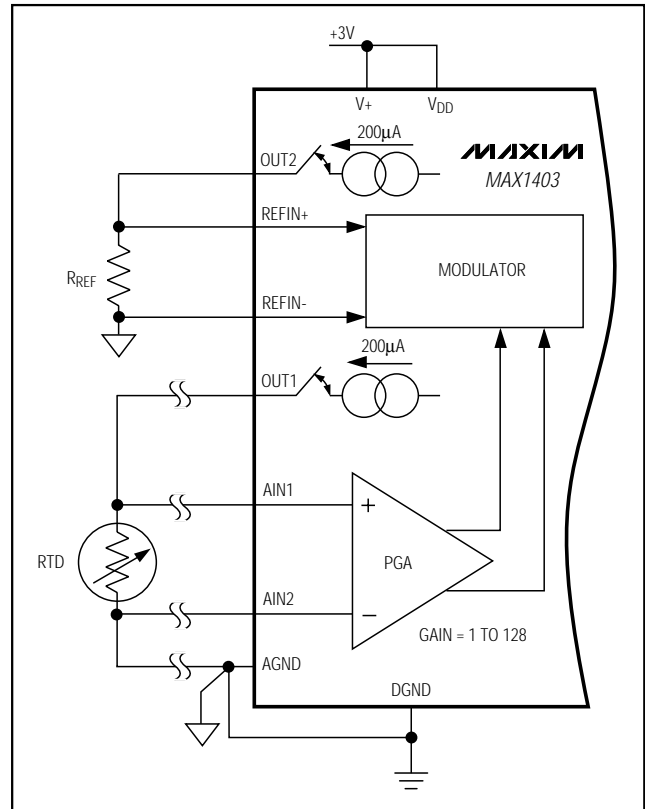 +3V
V+ VDD
200µA
OUT2
MAXIM
MAX1403
REFIN+
MODULATOR
RREF
REFIN-
200µA
OUT1
AIN1
+
RTD
PGA
AIN2
−
GAIN = 1 TO 128
AGND
DGND